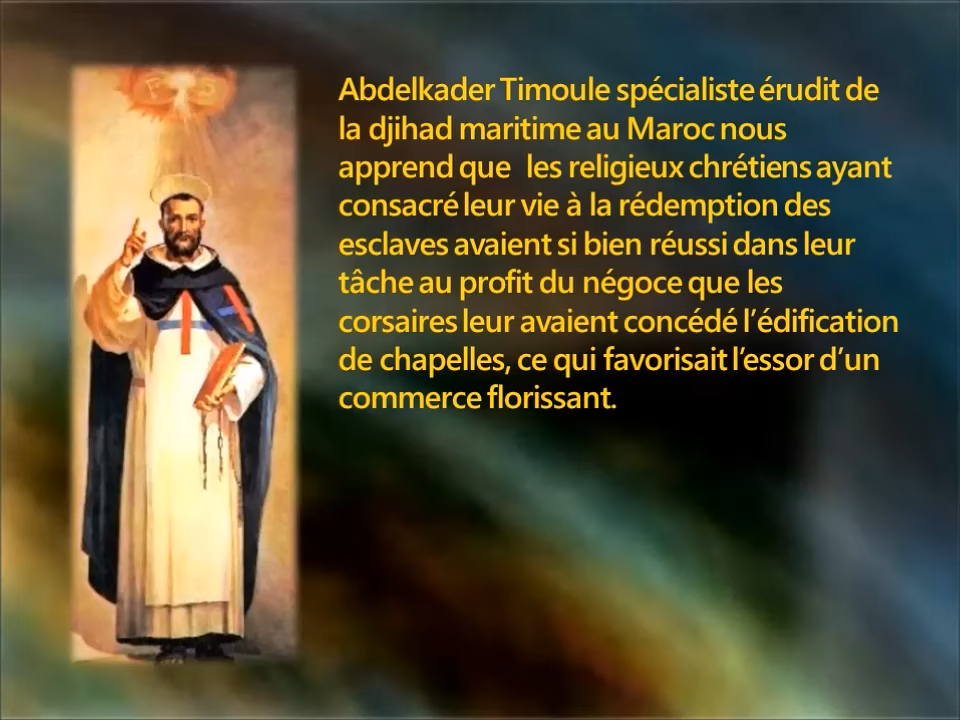 Abdelkader Timoule spécialiste érudit de
la djihad maritime au Maroc nous
apprend que les religieux chrétiens ayant
consacré leur vie à la rédemption des
esclaves avaient si bien réussi dans leur
tâche au profit du négoce que les
corsaires leur avaient concédé l’édification
de chapelles, ce qui favorisait l’essor d’un
commerce florissant.